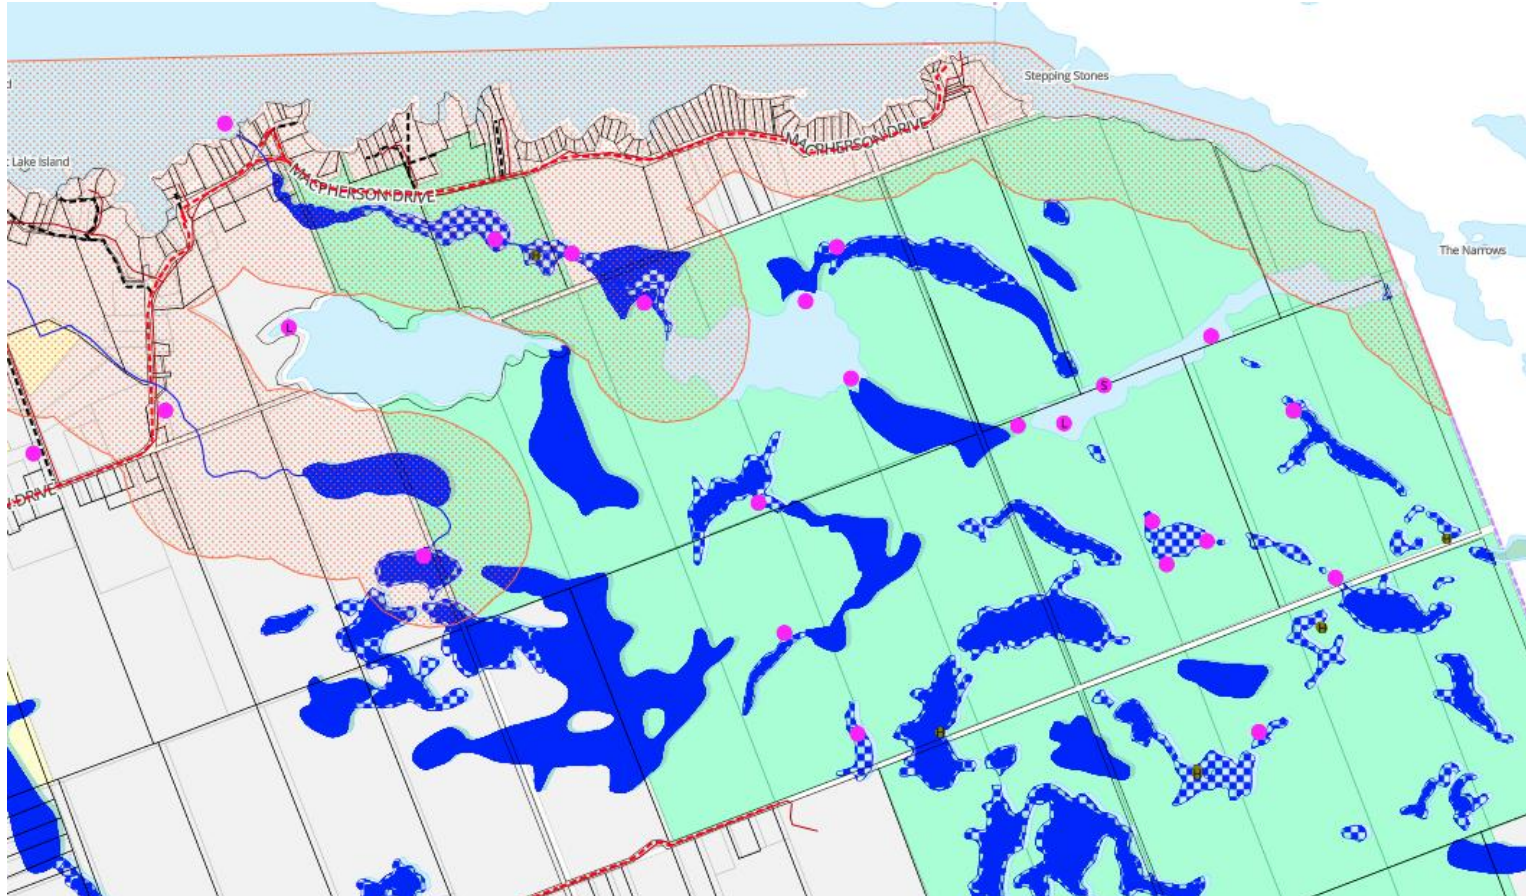 Stepping Stones
MACPHERSON DRIVE
Lake Island
MACPHERSON DRIVE
The Narrows
L
S
L
DRIVE
H
H
H
H
H